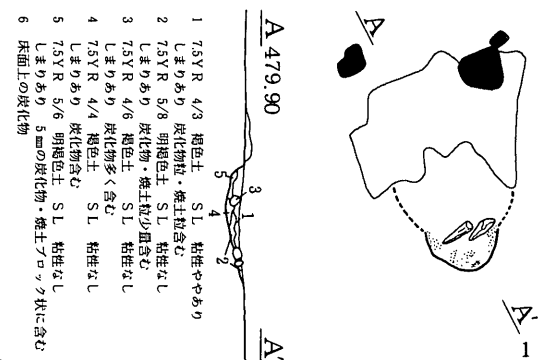 A
A'
1
A 479.90
A'
5
3
1
4
2
1 7.5YR 4/3 褐色土 SL 粘性ややあり
しまりあり 炭化物粒・焼土粒含む
2 7.5YR 5/8 明褐色土 SL 粘性なし
しまりあり 炭化物・焼土粒少量含む
3 7.5YR 4/6 褐色土 SL 粘性なし
しまりあり 炭化物多く含む
4 7.5YR 4/4 褐色土 SL 粘性なし
しまりあり 炭化物含む
5 7.5YR 5/6 明褐色土 SL 粘性なし
しまりあり 5㎜の炭化物・焼土ブロック状に含む
6 床面上の炭化物